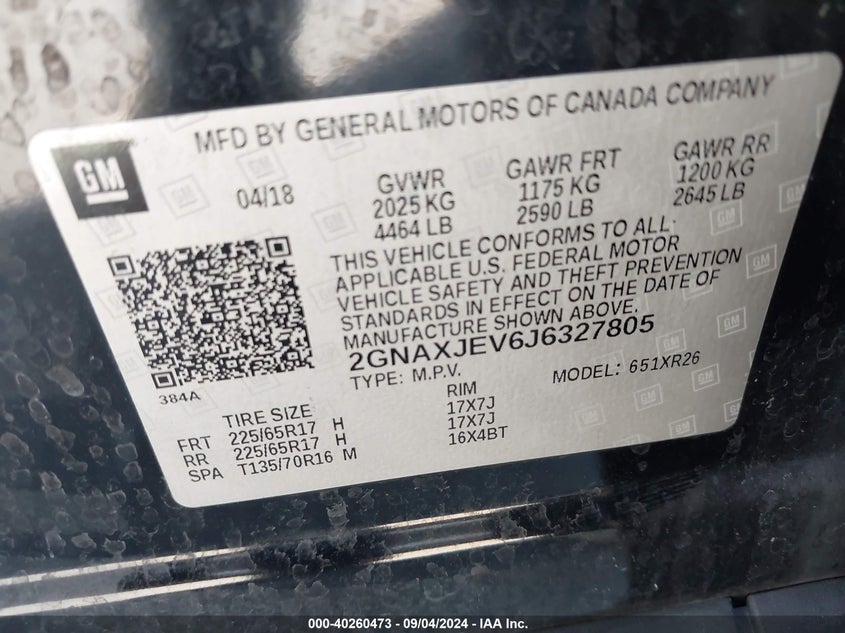 MFD BY GENERAL MOTORS OF CANADA COMPANY
GM
04/18
GVWR
2025 KG
4464 LB
GAWR FRT
1175 KG
2590 LB
GAWR RR
1200 KG
2645 LB
THIS VEHICLE CONFORMS TO ALL
APPLICABLE U.S. FEDERAL MOTOR
VEHICLE SAFETY AND THEFT PREVENTION
STANDARDS IN EFFECT ON THE DATE OF
MANUFACTURE SHOWN ABOVE.
2GNAXJEV6J6327805
TYPE: M.P.V.
MODEL: 651XR26
384A
TIRE SIZE
RIM
FRT 225/65R17 H 17X7J
RR 225/65R17 H 17X7J
SPA T135/70R16 M 16X4BT
000-40260473 - 09/04/2024 - ©IAA Inc.